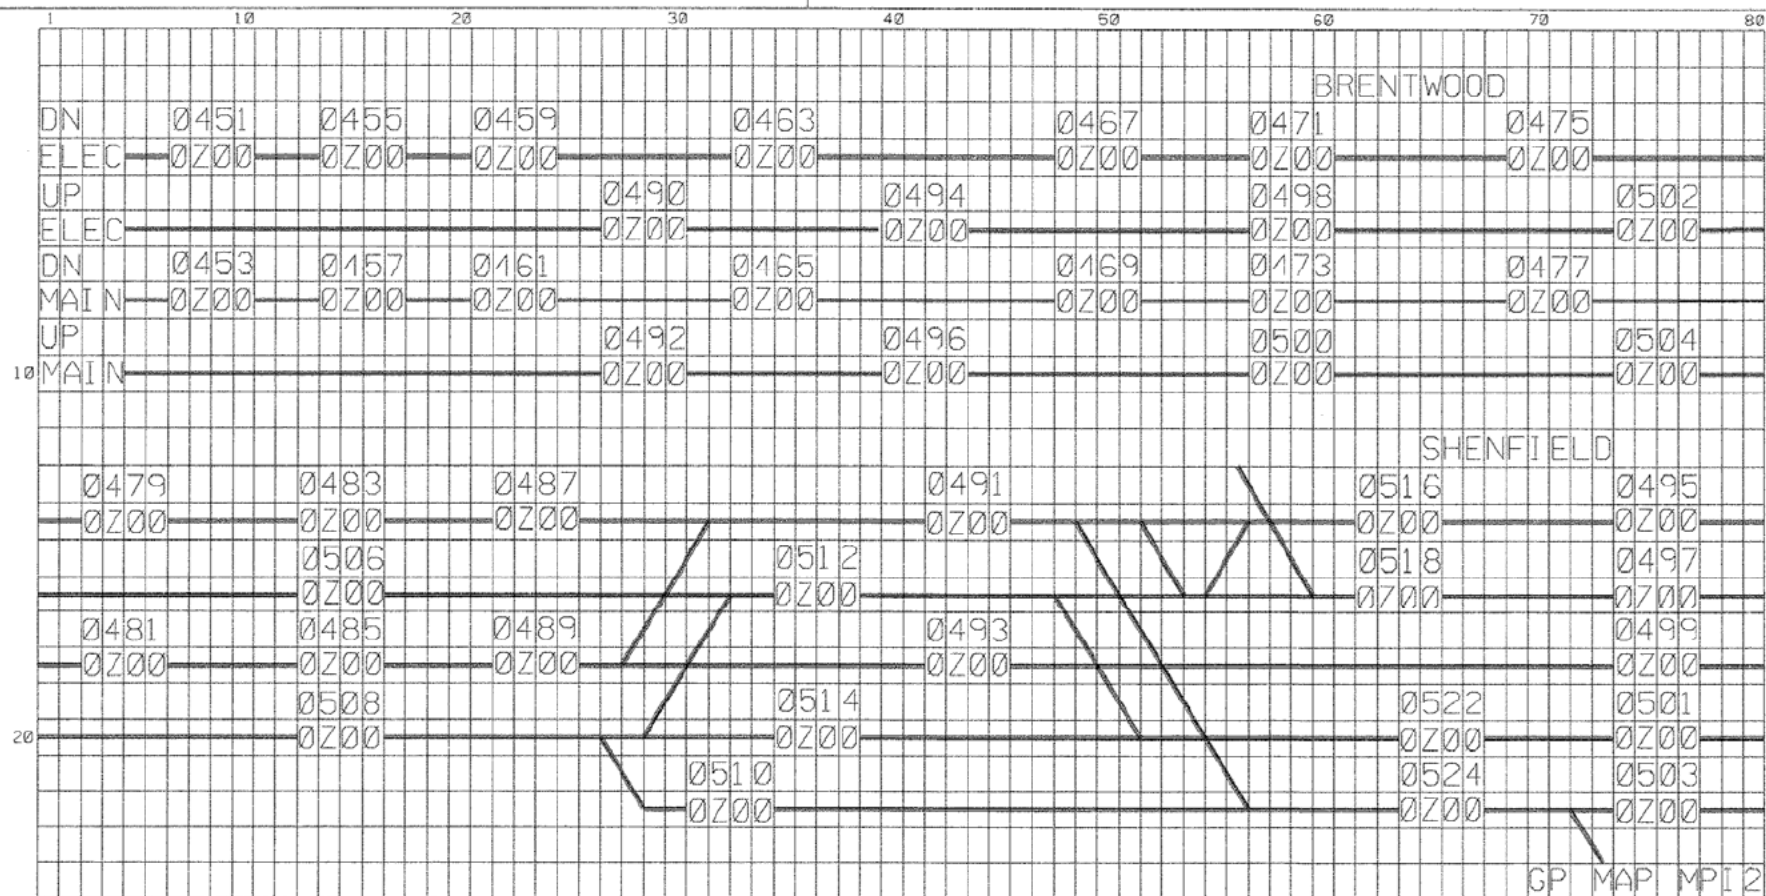 1 10 20 30 40 50 60 70 80
BRENTWOOD
DN 0451 0455 0459 0463 0467 0471 0475
ELEC 0Z00 0Z00 0Z00 0Z00 0Z00 0Z00 0Z00
UP 0490 0494 0498 0502
ELEC 0Z00 0Z00 0Z00 0Z00
DN 0453 0457 0461 0465 0469 0473 0477
MAIN 0Z00 0Z00 0Z00 0Z00 0Z00 0Z00 0Z00
UP 0492 0496 0500 0504
10 MAIN 0Z00 0Z00 0Z00 0Z00
SHENFIELD
0479 0483 0487 0491 0516 0495
0Z00 0Z00 0Z00 0Z00 0Z00 0Z00
0506 0512 0518 0497
0Z00 0Z00 0Z00 0Z00
0481 0485 0489 0493 0499
0Z00 0Z00 0Z00 0Z00 0Z00
0508 0514 0522 0501
20 0Z00 0Z00 0Z00 0Z00
0510 0524 0503
0Z00 0Z00 0Z00
GP MAP MPI2